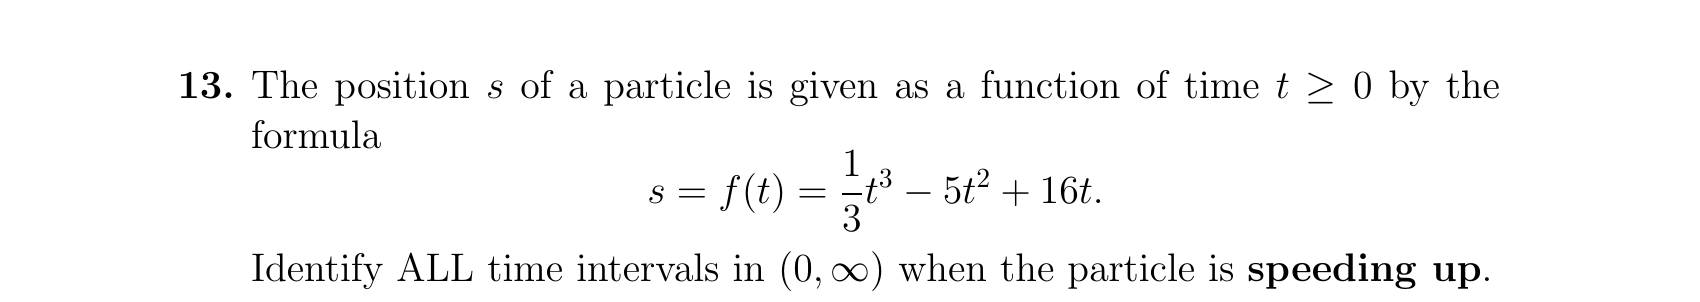 13. The position s of a particle is given as a function of time t ≥ 0 by the
formula
s = f(t) = \frac{1}{3}t^3 − 5t^2 + 16t.
Identify ALL time intervals in (0, ∞) when the particle is speeding up.